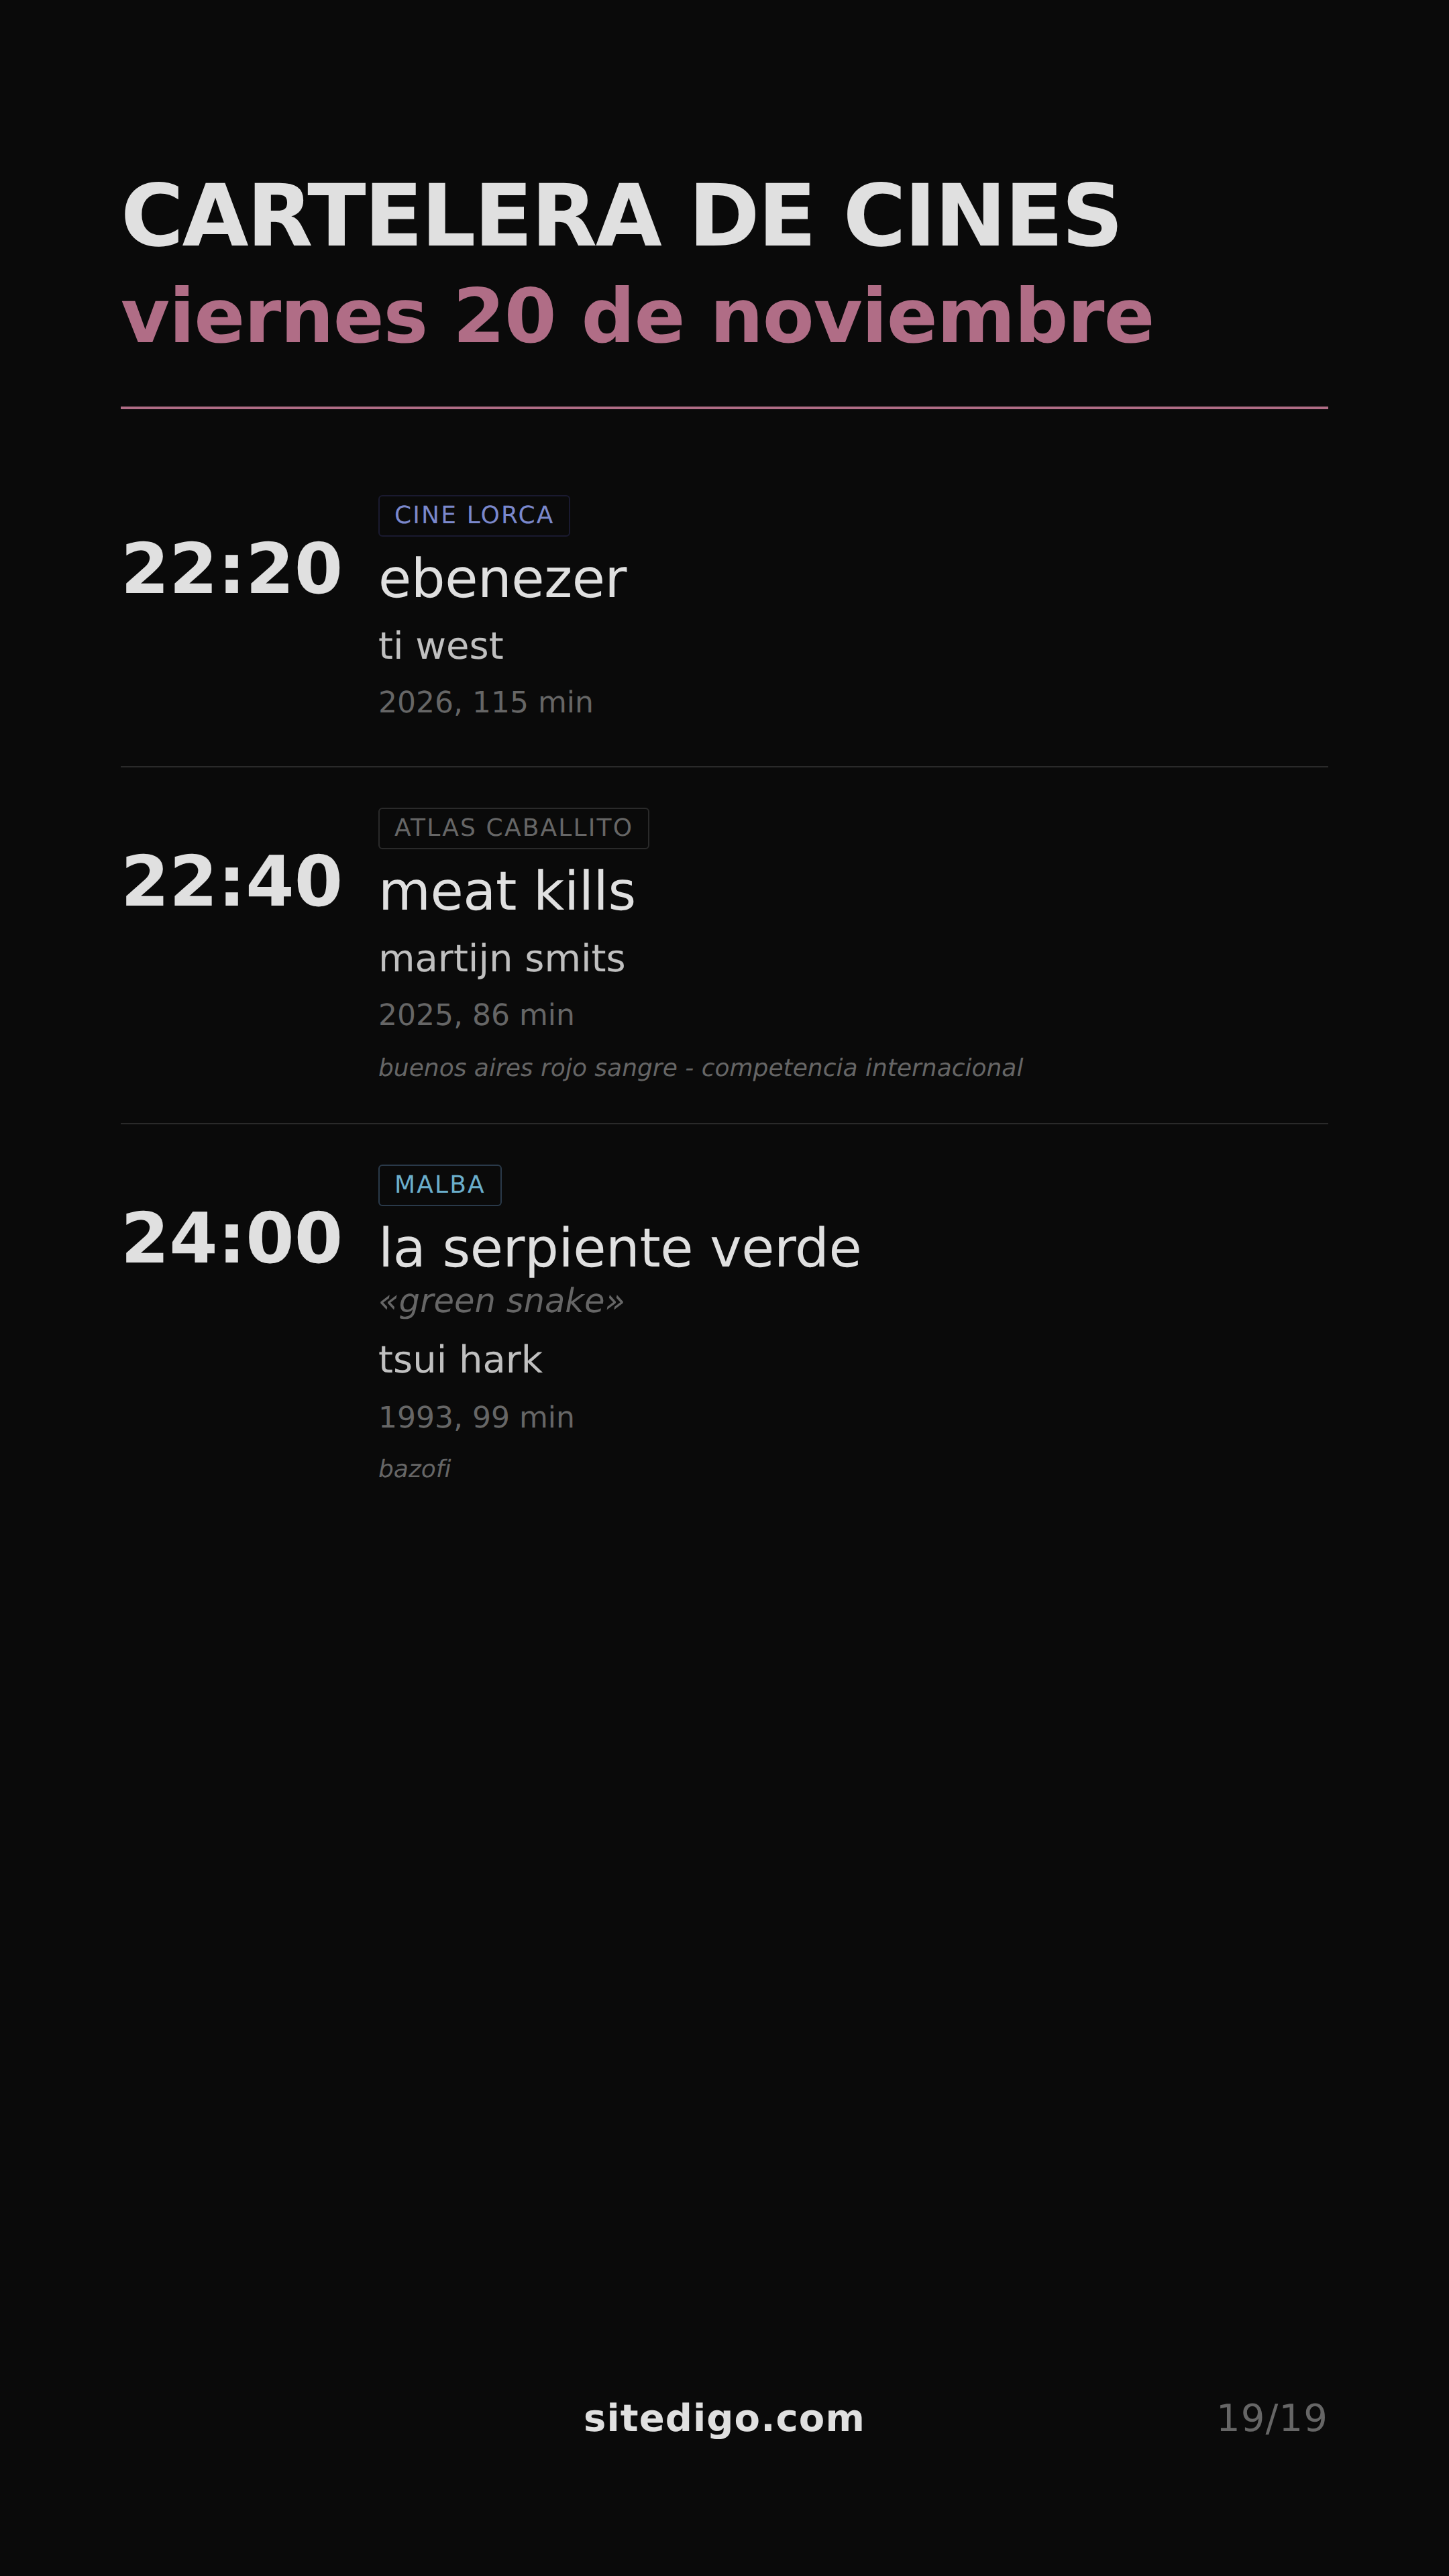 CARTELERA DE CINES
viernes 20 de noviembre
CINE LORCA
22:20
ebenezer
ti west
2026, 115 min
ATLAS CABALLITO
22:40
meat kills
martijn smits
2025, 86 min
buenos aires rojo sangre - competencia internacional
MALBA
24:00
la serpiente verde
«green snake»
tsui hark
1993, 99 min
bazofi
sitedigo.com
19/19